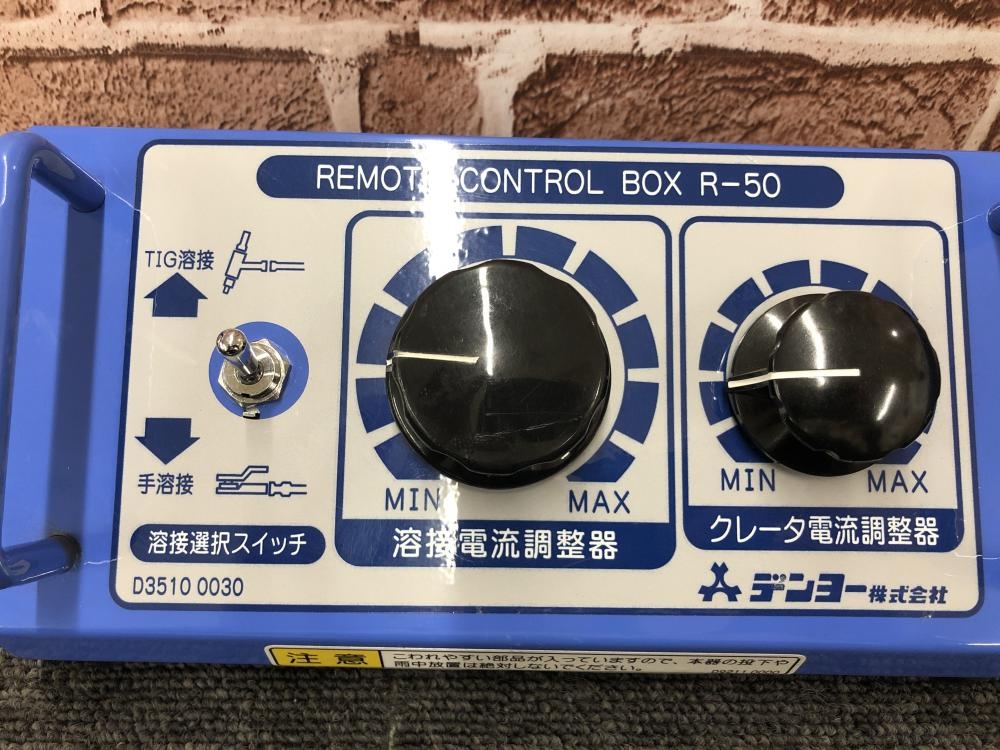 REMOTE CONTROL BOX R-50
TIG溶接
手溶接
溶接選択スイッチ
D3510 0030
MIN
MAX
溶接電流調整器
MIN
MAX
クレータ電流調整器
デンヨー株式会社
注意
こわれやすい部品が入っていますので、本器の投下や
雨中放置は絶対しないでください。